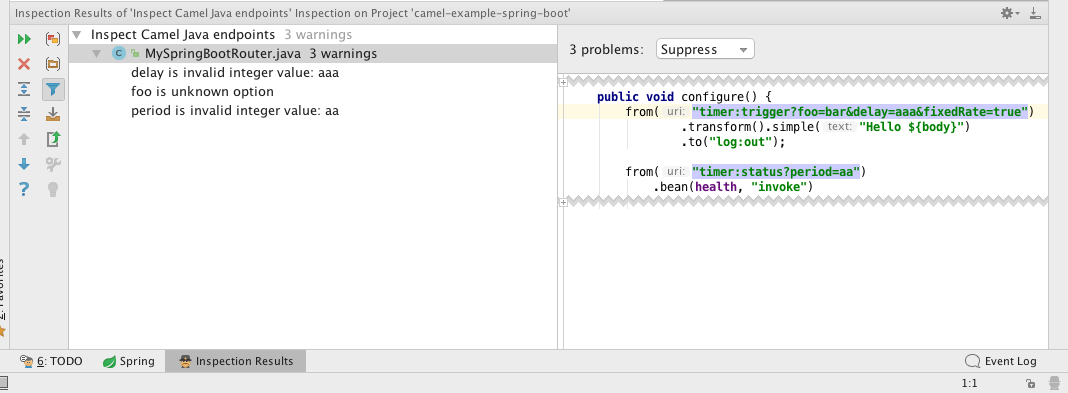 Inspection Results of 'Inspect Camel Java endpoints' Inspection on Project 'camel-example-spring-boot'
Inspect Camel Java endpoints 3 warnings
MySpringBootRouter.java 3 warnings
delay is invalid integer value: aaa
foo is unknown option
period is invalid integer value: aa
3 problems: Suppress
public void configure() {
from( uri: "timer:trigger?foo=bar&delay=aaa&fixedRate=true")
.transform().simple( text: "Hello ${body}")
.to("log:out");
from( uri: "timer:status?period=aa")
.bean(health, "invoke")
6: TODO Spring Inspection Results Event Log
1:1